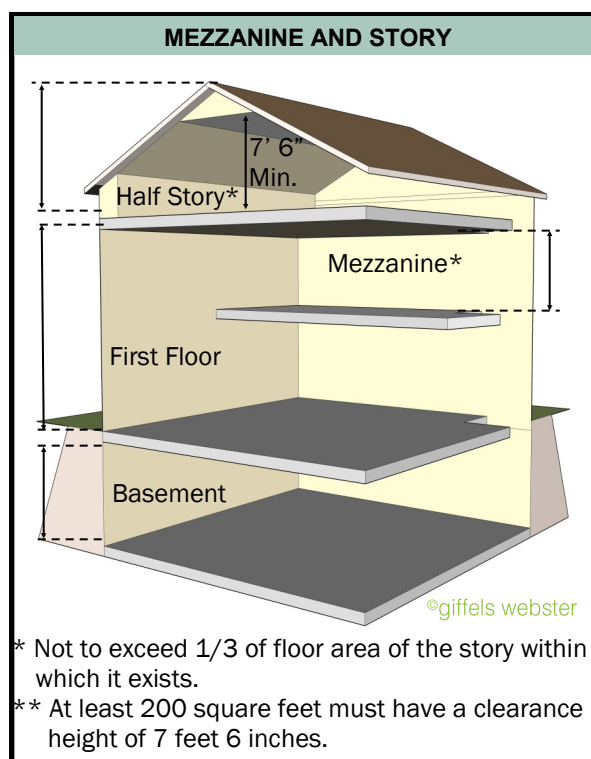 MEZZANINE AND STORY
7’ 6”
Min.
Half Story*
Mezzanine*
First Floor
Basement
©giffels webster
* Not to exceed 1/3 of floor area of the story within
which it exists.
** At least 200 square feet must have a clearance
height of 7 feet 6 inches.